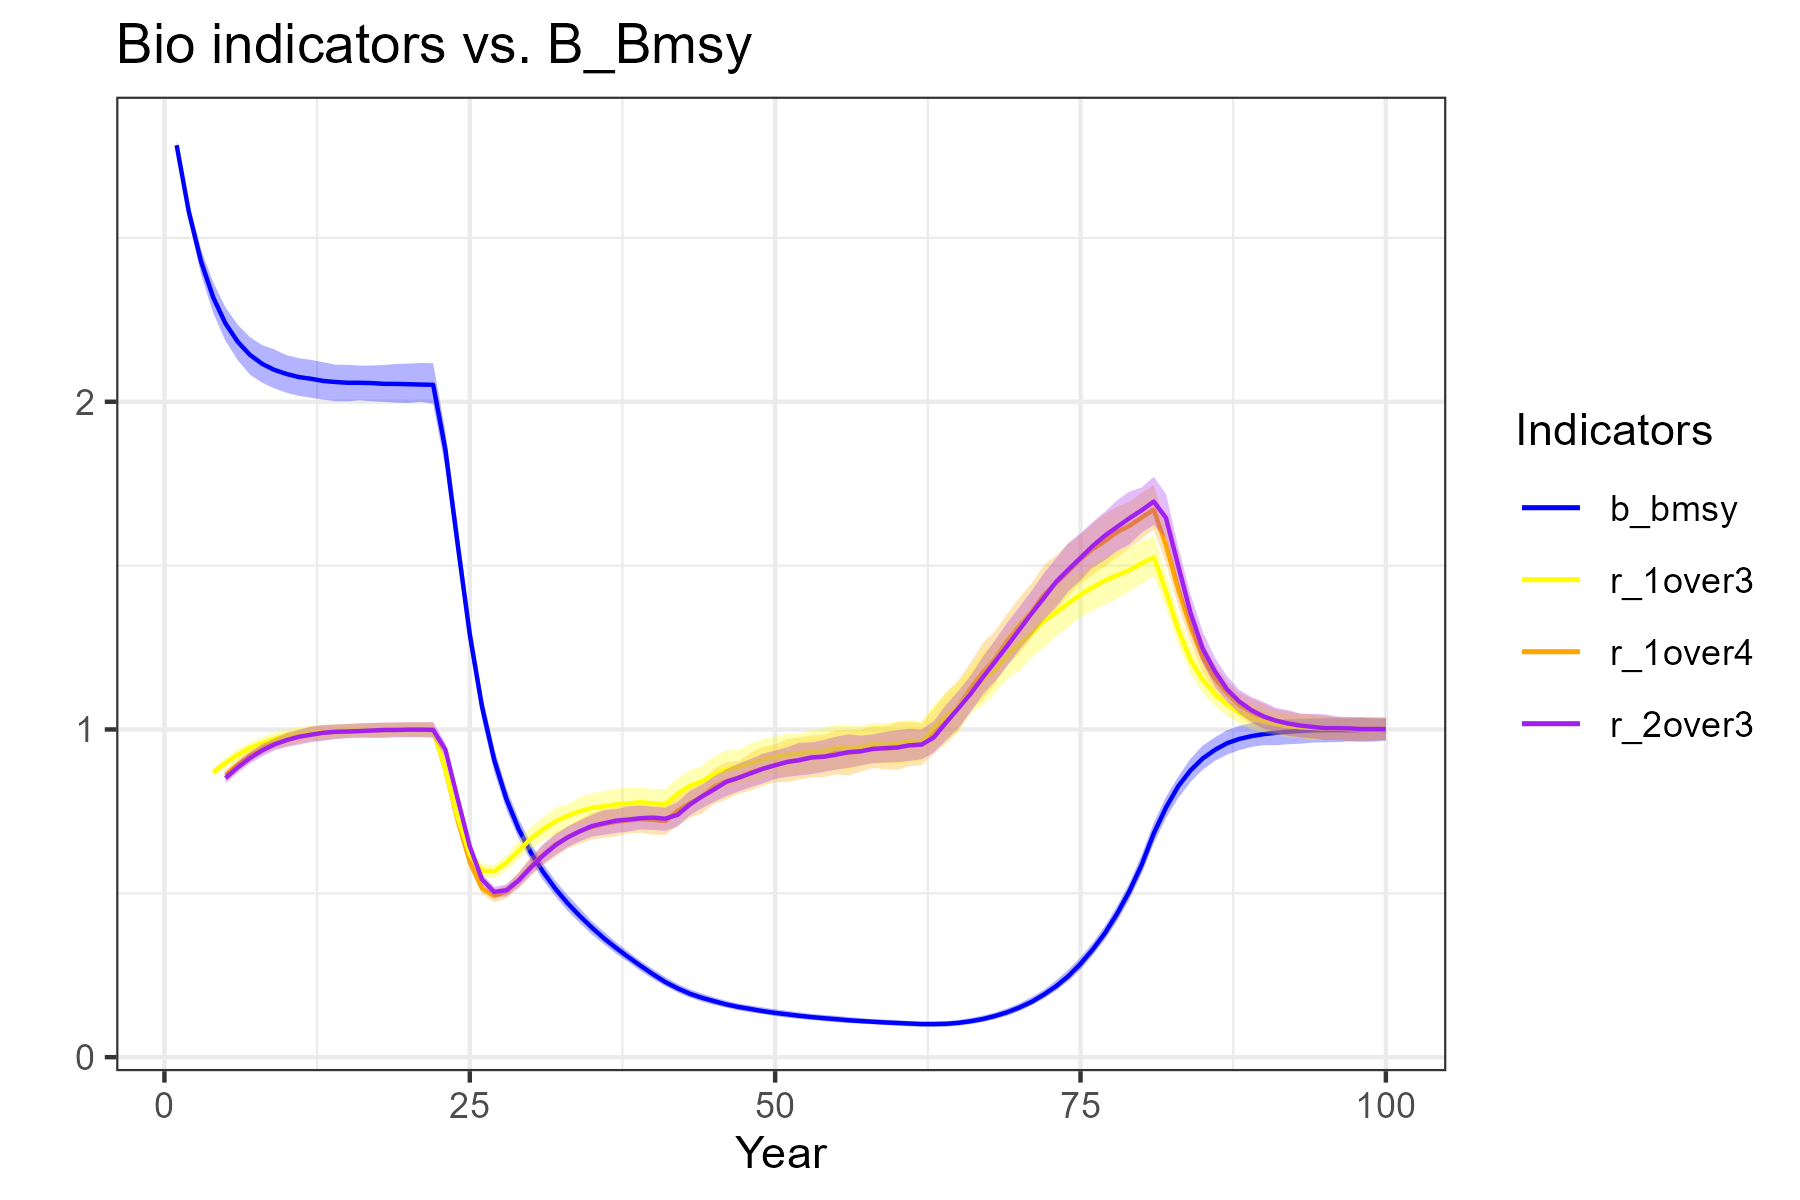 Bio indicators vs. B_Bmsy
2
1
0
0 25 50 75 100
Year
Indicators
b_bmsy
r_1over3
r_1over4
r_2over3